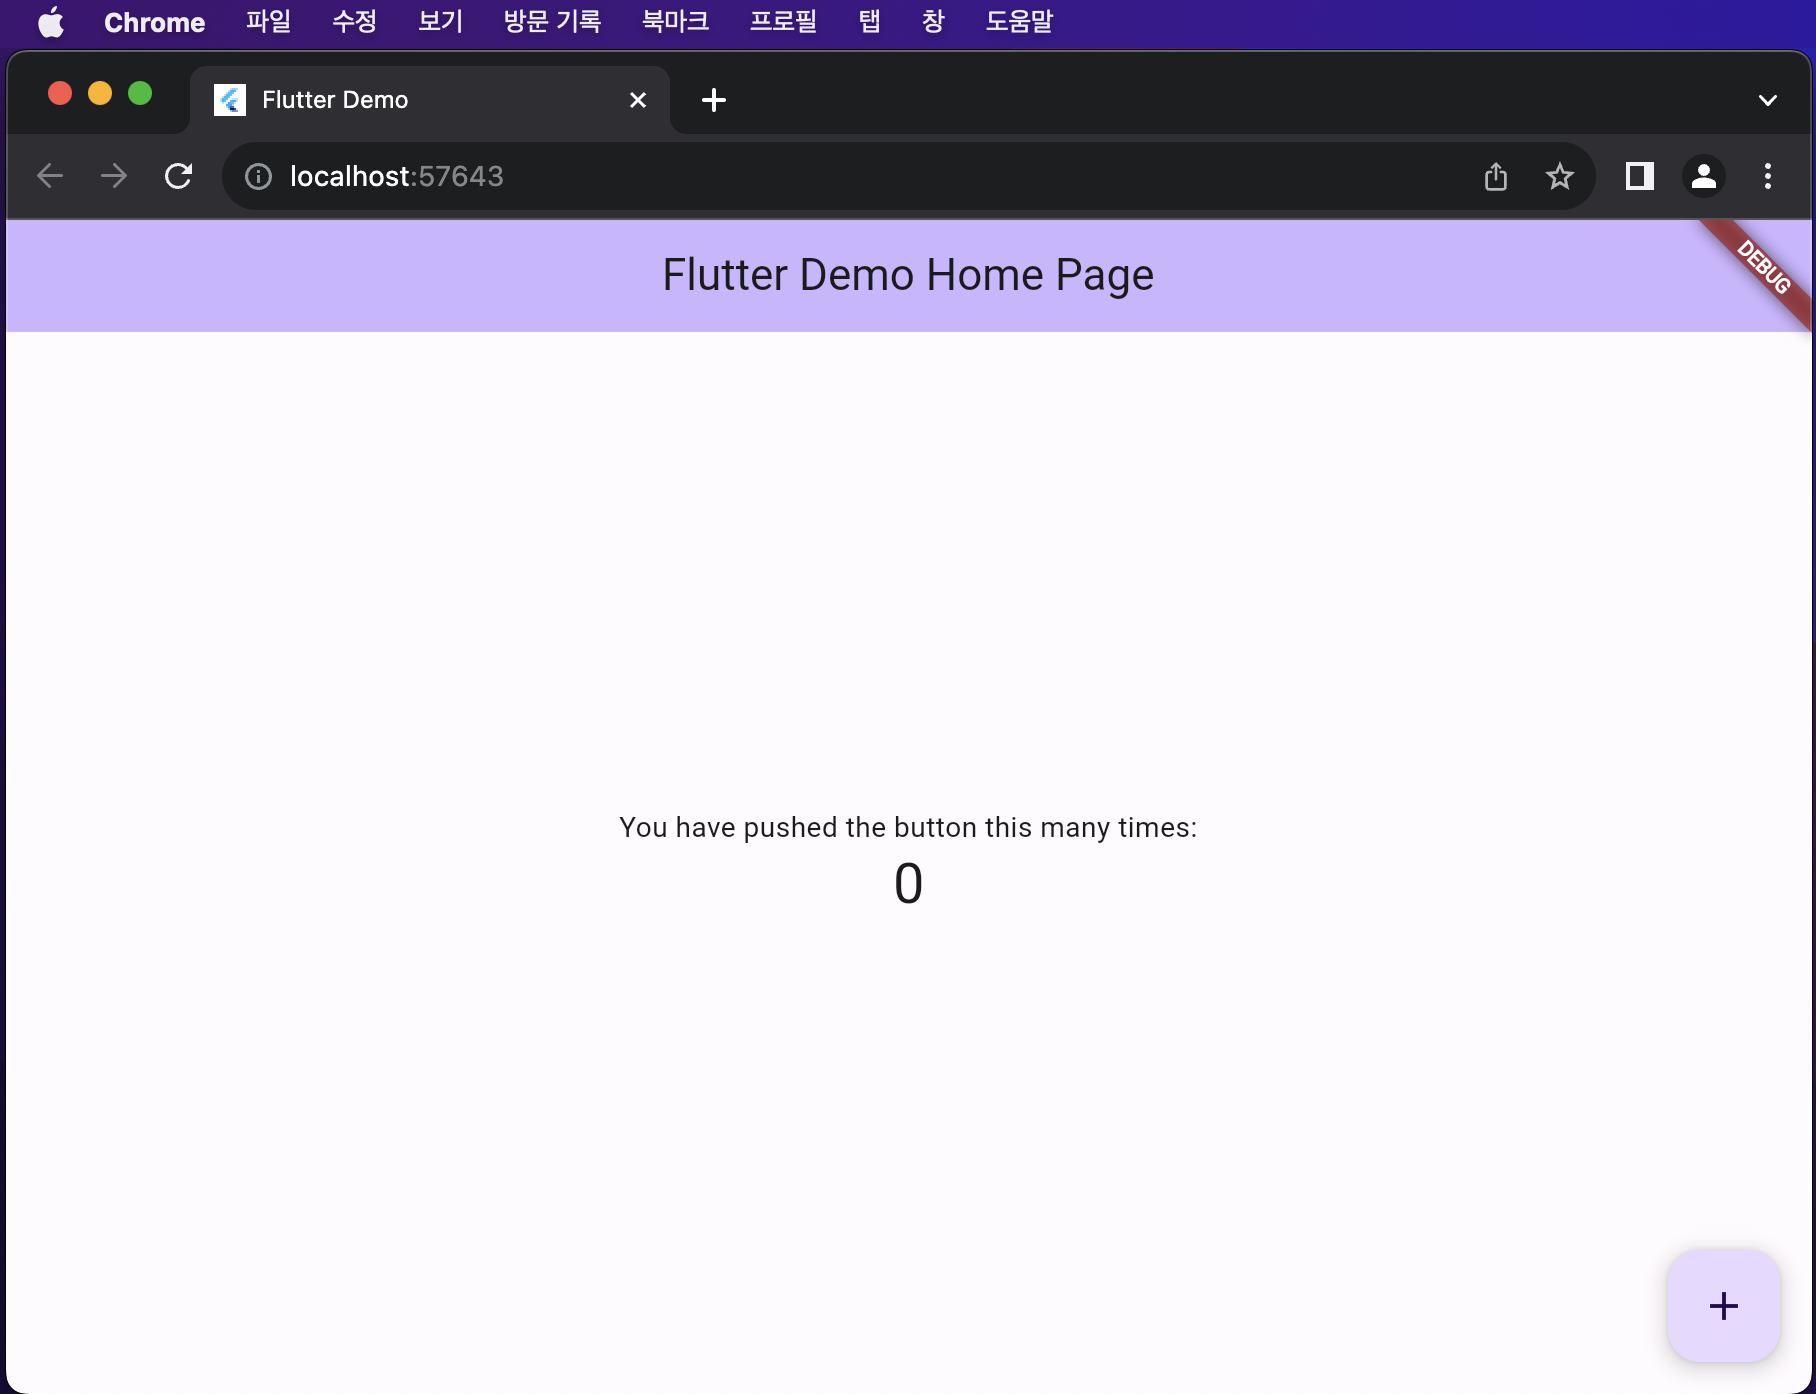 Chrome 파일 수정 보기 방문 기록 북마크 프로필 탭 창 도움말
Flutter Demo
localhost:57643
Flutter Demo Home Page
DEBUG
You have pushed the button this many times:
0